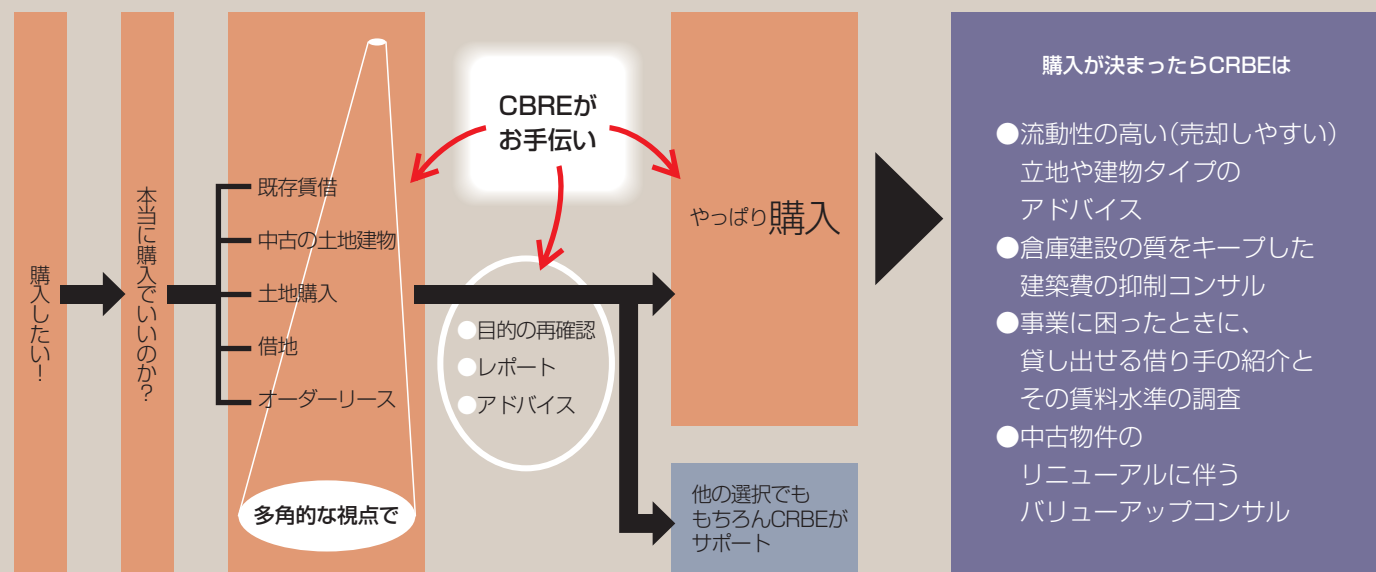 購入したい！
本当に購入でいいのか？
既存賃借
中古の土地建物
土地購入
借地
オーダーリース
多角的な視点で
CBREが
お手伝い
●目的の再確認
●レポート
●アドバイス
やっぱり購入
他の選択でも
もちろんCRBEが
サポート
購入が決まったらCRBEは
●流動性の高い（売却しやすい）
立地や建物タイプの
アドバイス
●倉庫建設の質をキープした
建築費の抑制コンサル
●事業に困ったときに、
貸し出せる借り手の紹介と
その賃料水準の調査
●中古物件の
リニューアルに伴う
バリューアップコンサル